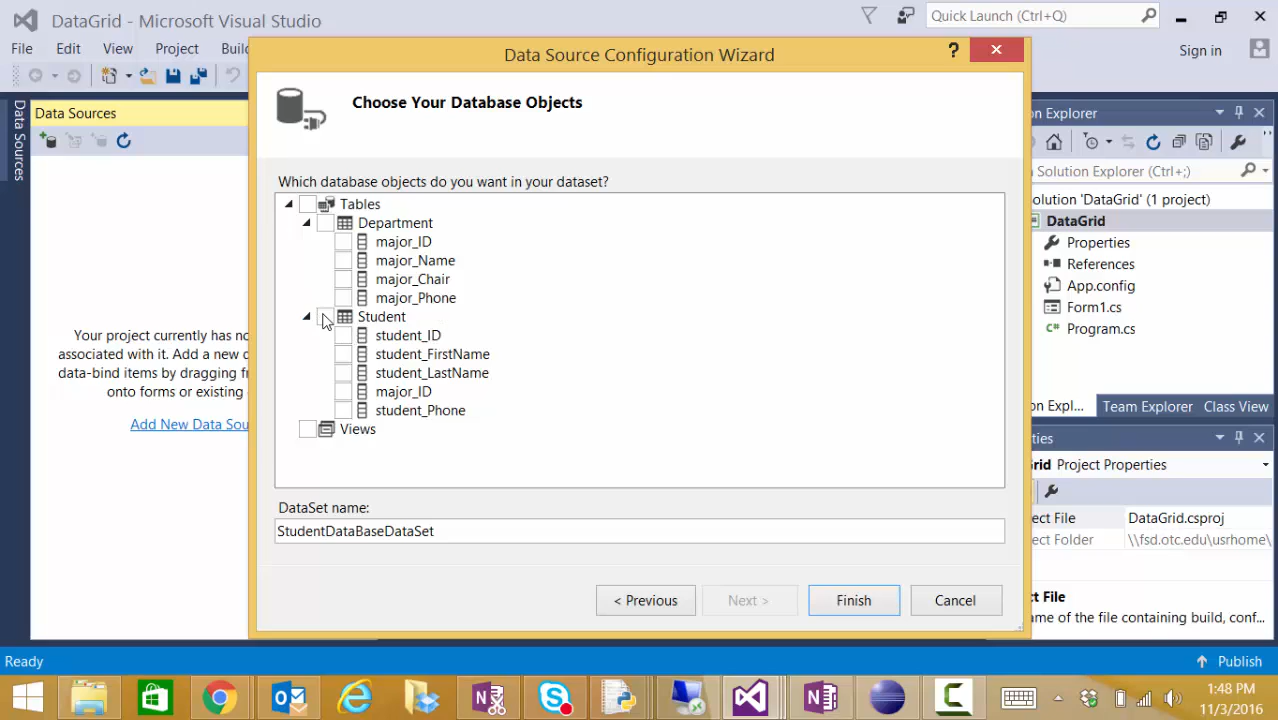 DataGrid - Microsoft Visual Studio
Quick Launch (Ctrl+Q)
File Edit View Project
Sign in
Data Source Configuration Wizard
?
Data Sources
Data Sources
Choose Your Database Objects
Explorer
Solution Explorer (Ctrl+;)
Which database objects do you want in your dataset?
Tables
Department
major_ID
major_Name
major_Chair
major_Phone
Student
student_ID
student_FirstName
student_LastName
major_ID
student_Phone
Views
olution 'DataGrid' (1 project)
DataGrid
Properties
References
App.config
Form1.cs
C# Program.cs
Your project currently has no
associated with it. Add a new
data-bind items by dragging
onto forms or existing
Add New Data Sou
on Expl... Team Explorer Class View
DataSet name:
StudentDataBaseDataSet
< Previous Next > Finish Cancel
ties
rid Project Properties
ect File DataGrid.csproj
ect Folder \\fsd.otc.edu\usrhome\
ct File
ame of the file containing build, conf...
Ready
Publish
1:48 PM
11/3/2016